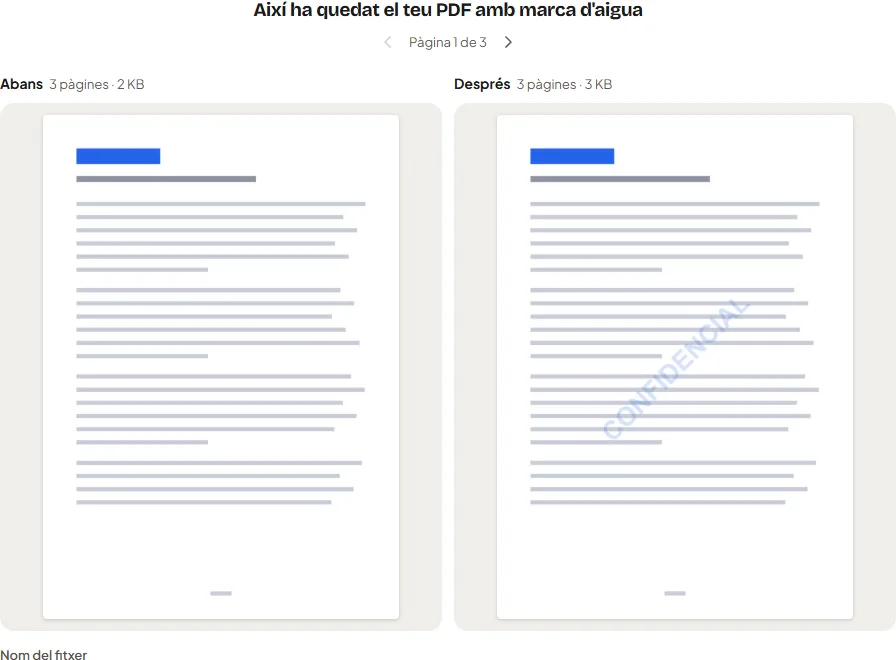 Així ha quedat el teu PDF amb marca d'aigua
Pàgina 1 de 3
Abans 3 pàgines · 2 KB
Després 3 pàgines · 3 KB
CONFIDENCIAL
Nom del fitxer